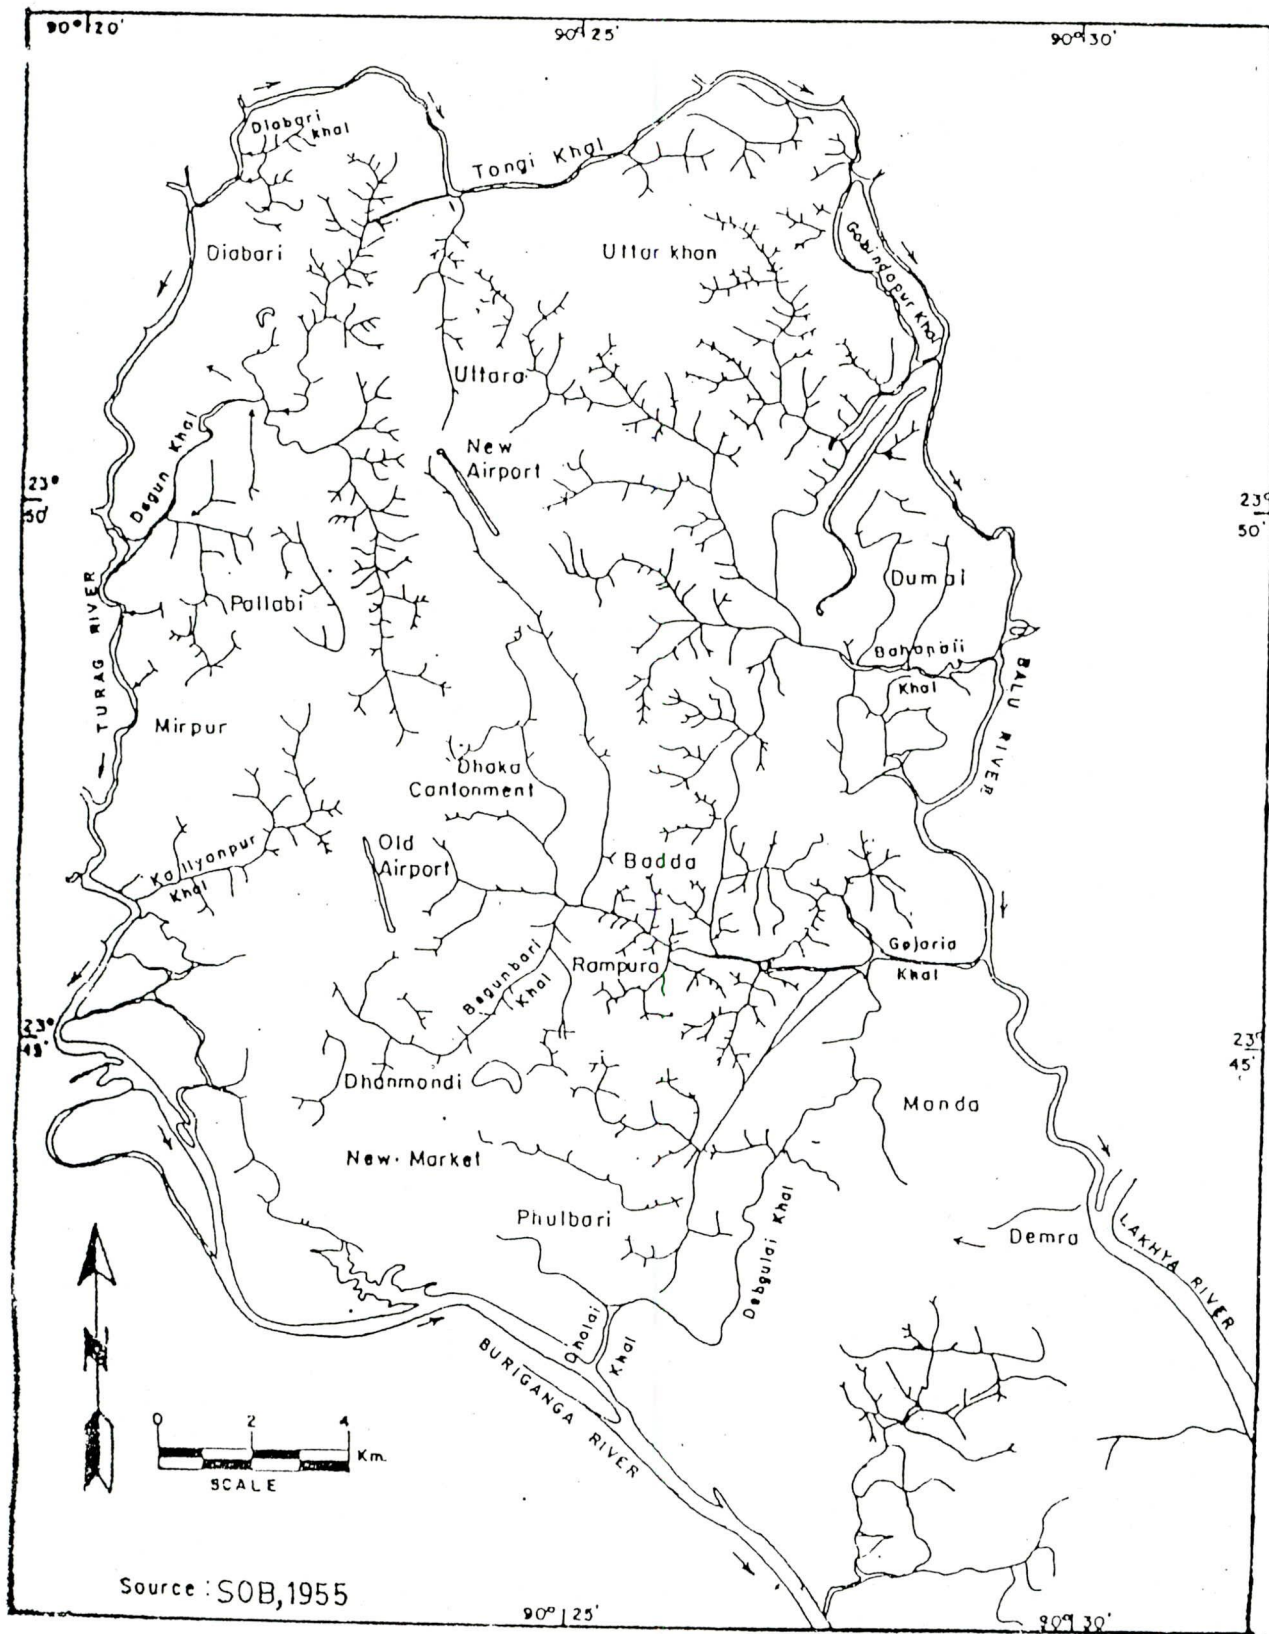 90° 20'
90° 25'
90° 30'
Diabari
khal
Tongi Khal
Diabari
Uttar khan
Gobindapur Khal
Uttara
New
Airport
Degun Khal
23°
50'
23°
50'
TURAG RIVER
Pallabi
Dumai
Khal
BALU RIVER
Mirpur
Dhaka
Cantonment
Kallyanpur
Khal
Old
Airport
Badda
Begunbari
Khal
Rampura
Gojaria
Khal
23°
45'
23°
45'
Dhanmondi
Manda
New Market
Phulbari
Debgulai Khal
Demra
LAKHYA RIVER
Dholai
Khal
BURIGANGA RIVER
0 2 4
Km.
SCALE
Source : SOB,1955
90° 25'
90° 30'